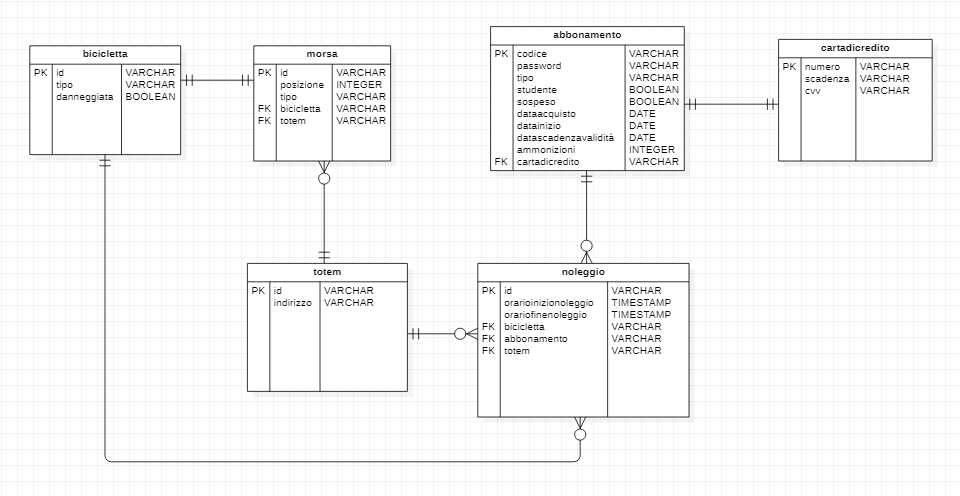 bicicletta
PK id VARCHAR
tipo VARCHAR
danneggiata BOOLEAN
morsa
PK id VARCHAR
posizione INTEGER
tipo VARCHAR
FK bicicletta VARCHAR
FK totem VARCHAR
abbonamento
PK codice VARCHAR
password VARCHAR
tipo VARCHAR
studente BOOLEAN
sospeso BOOLEAN
dataacquisto DATE
datainizio DATE
datascadenzavalidità DATE
ammonizioni INTEGER
FK cartadicredito VARCHAR
cartadicredito
PK numero VARCHAR
scadenza VARCHAR
cvv VARCHAR
totem
PK id VARCHAR
indirizzo VARCHAR
noleggio
PK id VARCHAR
orarioinizionoleggio TIMESTAMP
orariofinenoleggio TIMESTAMP
FK bicicletta VARCHAR
FK abbonamento VARCHAR
FK totem VARCHAR